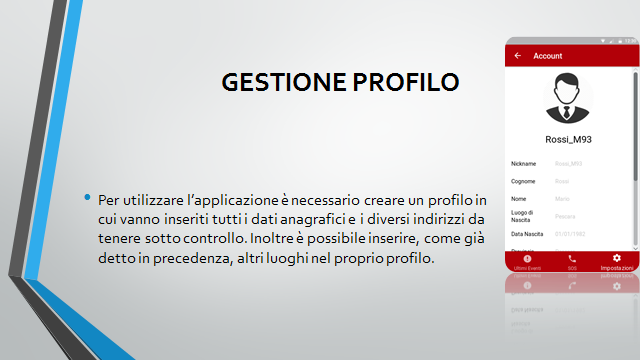 GESTIONE PROFILO
Per utilizzare l'applicazione è necessario creare un profilo in
cui vanno inseriti tutti i dati anagrafici e i diversi indirizzi da
tenere sotto controllo. Inoltre è possibile inserire, come già
detto in precedenza, altri luoghi nel proprio profilo.
Account
Rossi_M93
Nickname Rossi_M93
Cognome Rossi
Nome Mario
Luogo di
Nascita Pescara
Data Nascita 01/01/1982
Ultimi Eventi SOS Impostazioni